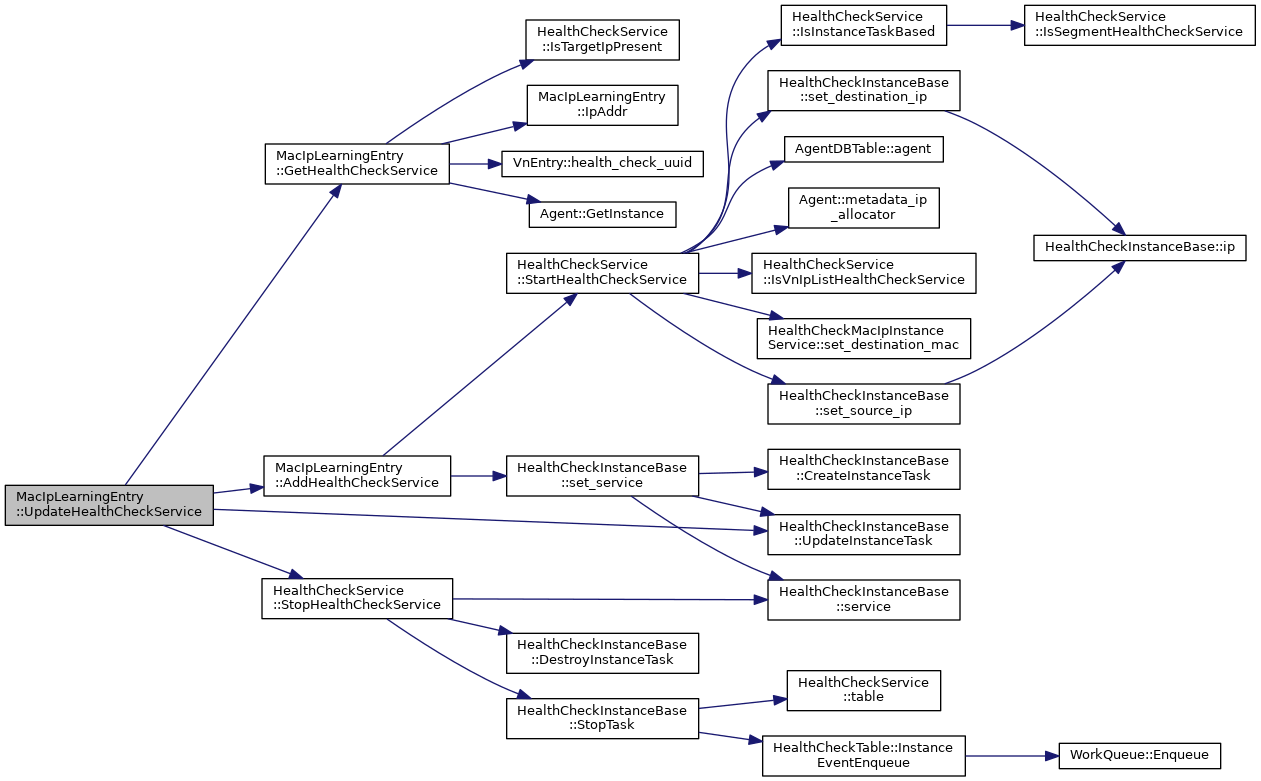 MacIpLearningEntry
::UpdateHealthCheckService
MacIpLearningEntry
::GetHealthCheckService
HealthCheckService
::IsTargetIpPresent
MacIpLearningEntry
::IpAddr
VnEntry::health_check_uuid
Agent::GetInstance
MacIpLearningEntry
::AddHealthCheckService
HealthCheckService
::StartHealthCheckService
HealthCheckService
::IsInstanceTaskBased
HealthCheckService
::IsSegmentHealthCheckService
HealthCheckInstanceBase
::set_destination_ip
AgentDBTable::agent
Agent::metadata_ip
_allocator
HealthCheckService
::IsVnIpListHealthCheckService
HealthCheckMacIpInstance
Service::set_destination_mac
HealthCheckInstanceBase
::set_source_ip
HealthCheckInstanceBase::ip
HealthCheckInstanceBase
::set_service
HealthCheckInstanceBase
::CreateInstanceTask
HealthCheckInstanceBase
::UpdateInstanceTask
HealthCheckInstanceBase
::service
HealthCheckService
::StopHealthCheckService
HealthCheckInstanceBase
::DestroyInstanceTask
HealthCheckInstanceBase
::StopTask
HealthCheckService
::table
HealthCheckTable::Instance
EventEnqueue
WorkQueue::Enqueue